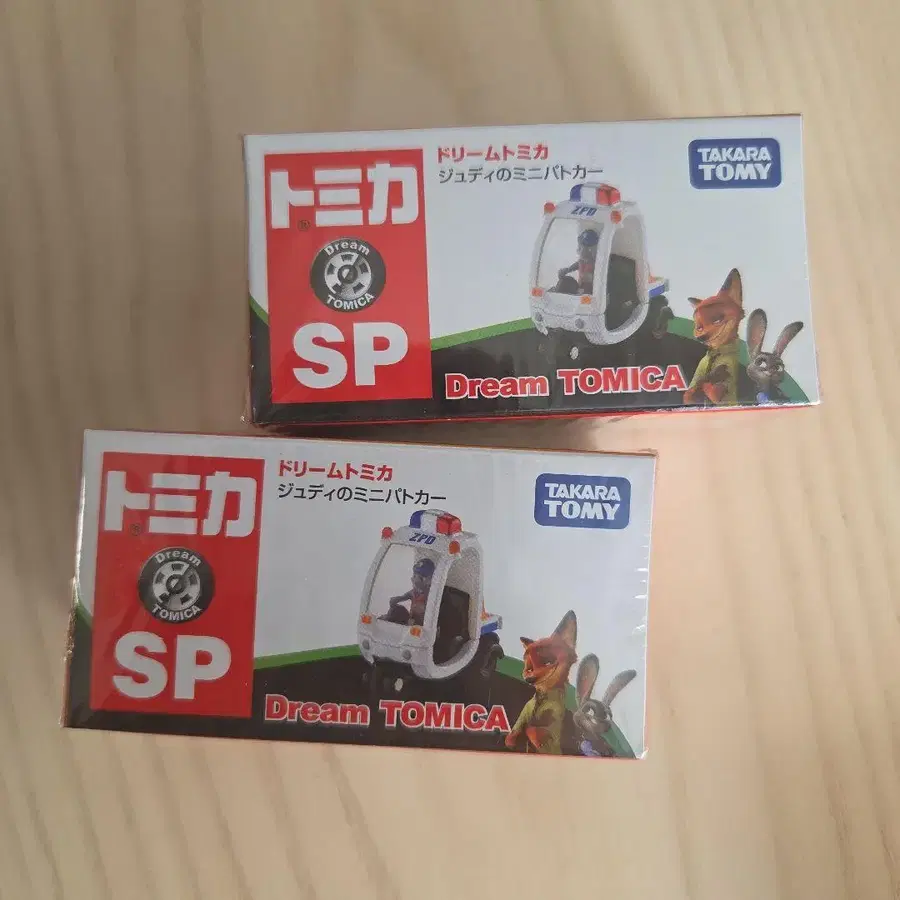 トミカ
®
Dream
TOMICA
SP
ドリームトミカ
ジュディのミニパトカー
TAKARA
TOMY
ZPD
Dream TOMICA
トミカ
®
Dream
TOMICA
SP
ドリームトミカ
ジュディのミニパトカー
TAKARA
TOMY
ZPD
Dream TOMICA